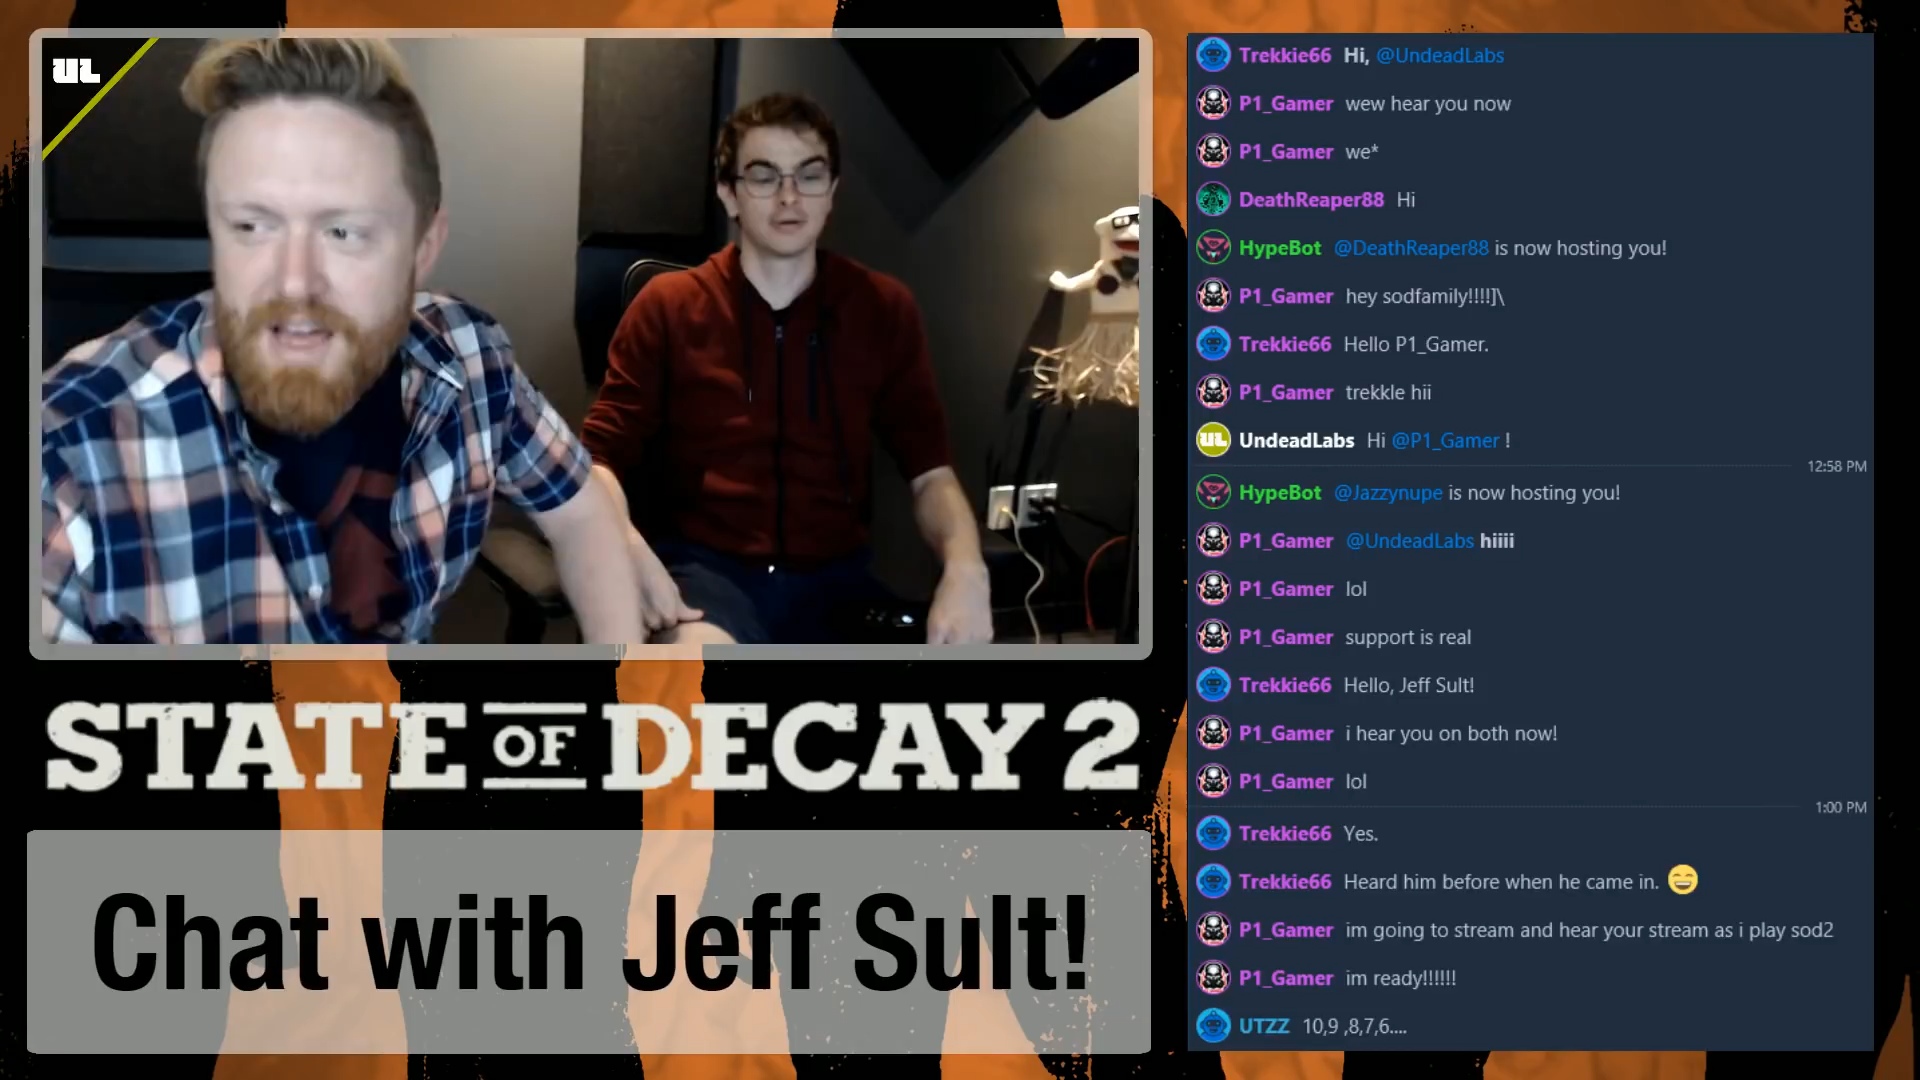 UL
STATE OF DECAY 2
Chat with Jeff Sult!
Trekkie66 Hi, @UndeadLabs
P1_Gamer wew hear you now
P1_Gamer we*
DeathReaper88 Hi
HypeBot @DeathReaper88 is now hosting you!
P1_Gamer hey sodfamily!!!!]\
Trekkie66 Hello P1_Gamer.
P1_Gamer trekkle hii
UL UndeadLabs Hi @P1_Gamer !
12:58 PM
HypeBot @Jazzynupe is now hosting you!
P1_Gamer @UndeadLabs hiiii
P1_Gamer lol
P1_Gamer support is real
Trekkie66 Hello, Jeff Sult!
P1_Gamer i hear you on both now!
P1_Gamer lol
1:00 PM
Trekkie66 Yes.
Trekkie66 Heard him before when he came in. 😄
P1_Gamer im going to stream and hear your stream as i play sod2
P1_Gamer im ready!!!!!!
UTZZ 10,9 ,8,7,6....